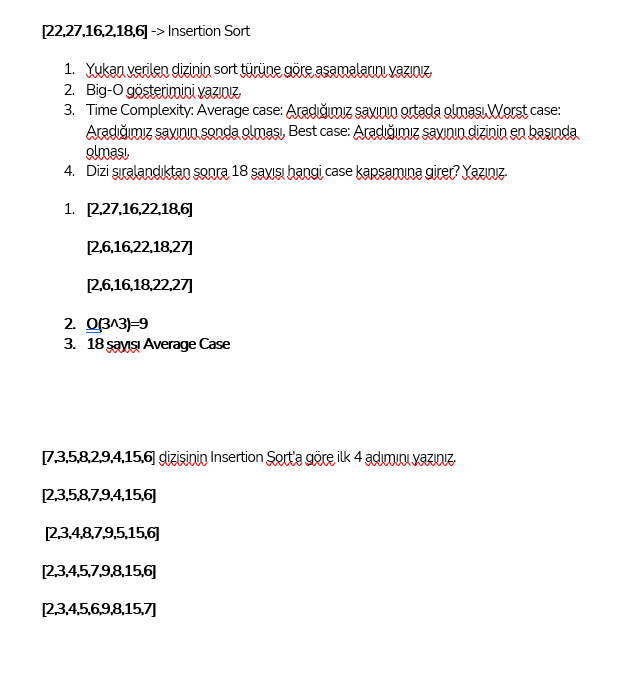 [22,27,16,2,18,6] -> Insertion Sort
1. Yukarı verilen dizinin sort türüne göre aşamalarını yazınız.
2. Big-O gösterimini yazınız.
3. Time Complexity: Average case: Aradığımız sayının ortada olması,Worst case:
Aradığımız sayının sonda olması, Best case: Aradığımız sayının dizinin en başında
olması.
4. Dizi sıralandıktan sonra 18 sayısı hangi case kapsamına girer? Yazınız.
1. [2,27,16,22,18,6]
[2,6,16,22,18,27]
[2,6,16,18,22,27]
2. O(3^3)=9
3. 18 sayısı Average Case
[7,3,5,8,2,9,4,15,6] dizisinin Insertion Sort'a göre ilk 4 adımını yazınız.
[2,3,5,8,7,9,4,15,6]
[2,3,4,8,7,9,5,15,6]
[2,3,4,5,7,9,8,15,6]
[2,3,4,5,6,9,8,15,7]